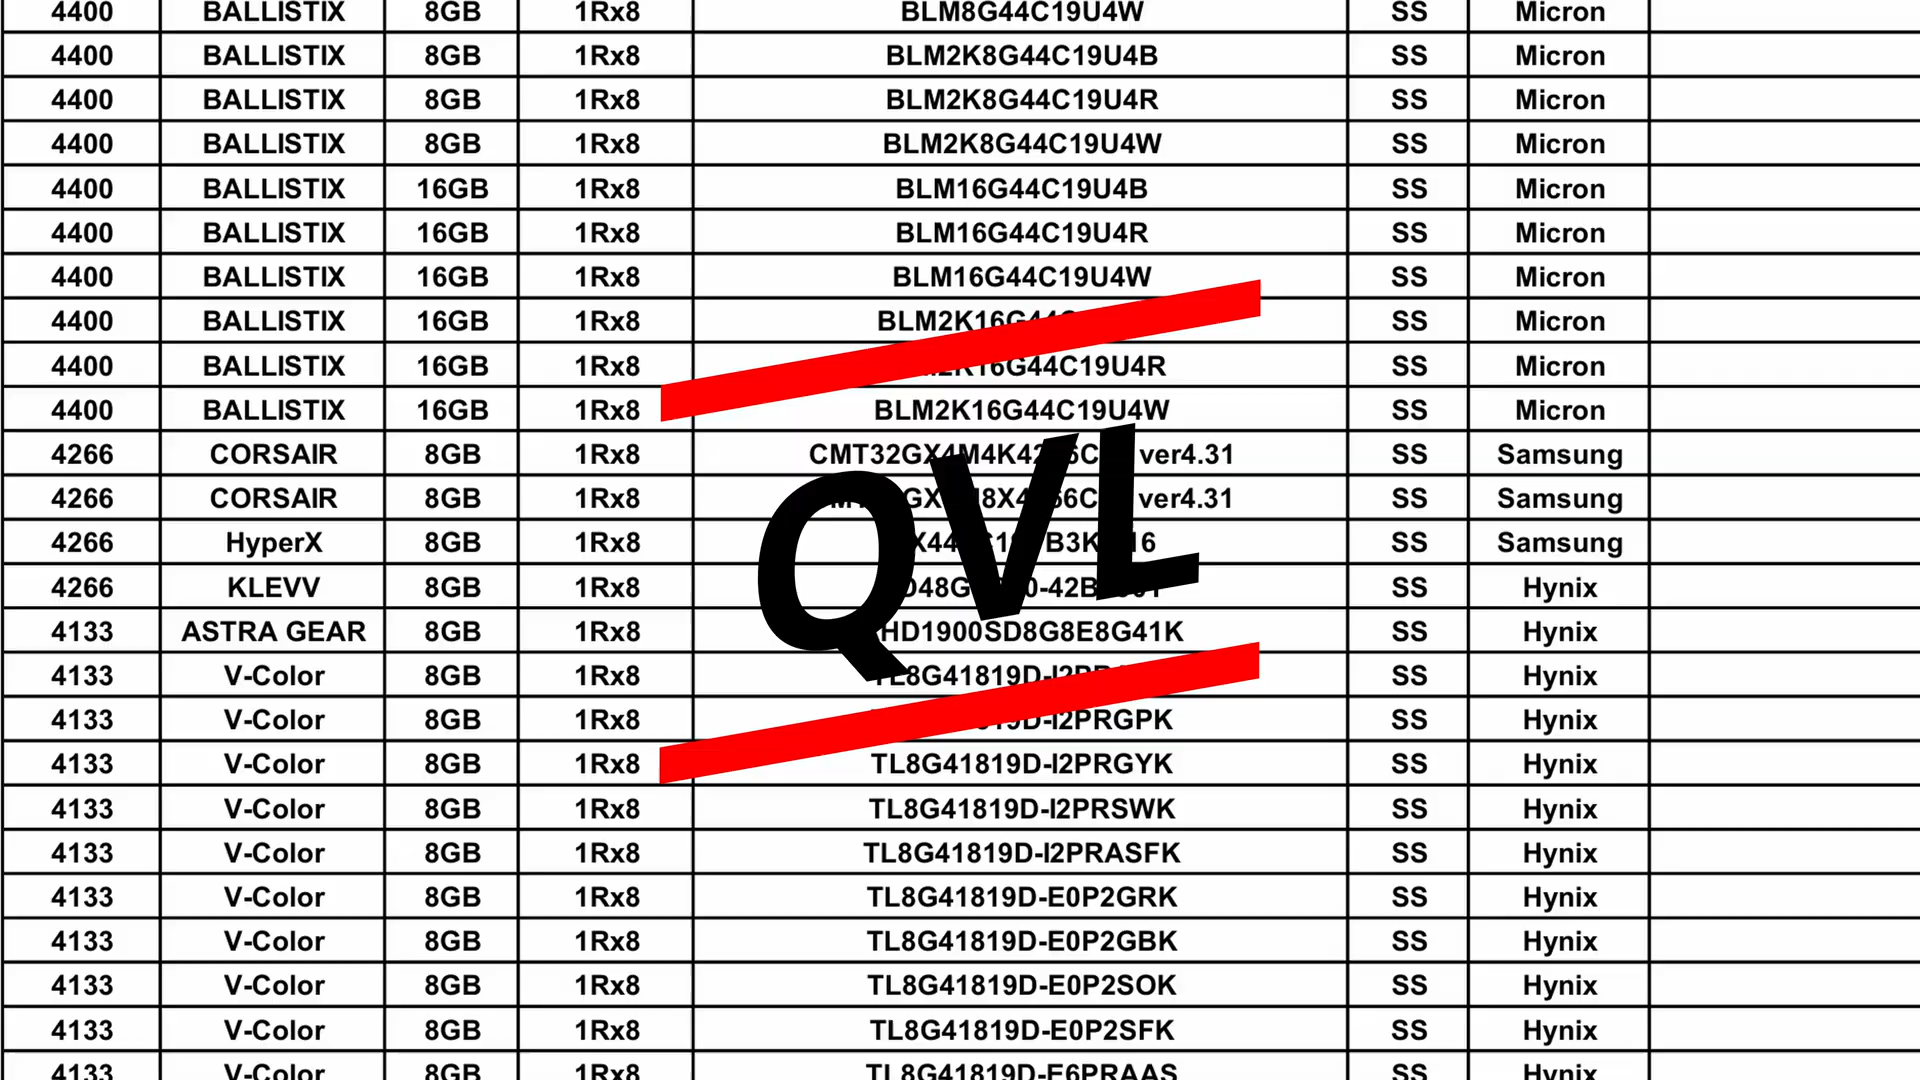 4400 BALLISTIX 8GB 1Rx8 BLM8G44C19U4W SS Micron
4400 BALLISTIX 8GB 1Rx8 BLM2K8G44C19U4B SS Micron
4400 BALLISTIX 8GB 1Rx8 BLM2K8G44C19U4R SS Micron
4400 BALLISTIX 8GB 1Rx8 BLM2K8G44C19U4W SS Micron
4400 BALLISTIX 16GB 1Rx8 BLM16G44C19U4B SS Micron
4400 BALLISTIX 16GB 1Rx8 BLM16G44C19U4R SS Micron
4400 BALLISTIX 16GB 1Rx8 BLM16G44C19U4W SS Micron
4400 BALLISTIX 16GB 1Rx8 SS Micron
4400 BALLISTIX 16GB 1Rx8 SS Micron
4400 BALLISTIX 16GB 1Rx8 BLM2K16G44C19U4W SS Micron
4266 CORSAIR 8GB 1Rx8 ver4.31 SS Samsung
4266 CORSAIR 8GB 1Rx8 ver4.31 SS Samsung
4266 HyperX 8GB 1Rx8 SS Samsung
QVL
4266 KLEVV 8GB 1Rx8 SS Hynix
4133 ASTRA GEAR 8GB 1Rx8 SS Hynix
4133 V-Color 8GB 1Rx8 SS Hynix
4133 V-Color 8GB 1Rx8 SS Hynix
4133 V-Color 8GB 1Rx8 TL8G41819D-I2PRGYK SS Hynix
4133 V-Color 8GB 1Rx8 TL8G41819D-I2PRSWK SS Hynix
4133 V-Color 8GB 1Rx8 TL8G41819D-I2PRASFK SS Hynix
4133 V-Color 8GB 1Rx8 TL8G41819D-E0P2GRK SS Hynix
4133 V-Color 8GB 1Rx8 TL8G41819D-E0P2GBK SS Hynix
4133 V-Color 8GB 1Rx8 TL8G41819D-E0P2SOK SS Hynix
4133 V-Color 8GB 1Rx8 TL8G41819D-E0P2SFK SS Hynix
4133 V-Color 8GB 1Rx8 TL8G41819D-E6PRAAS SS Hynix